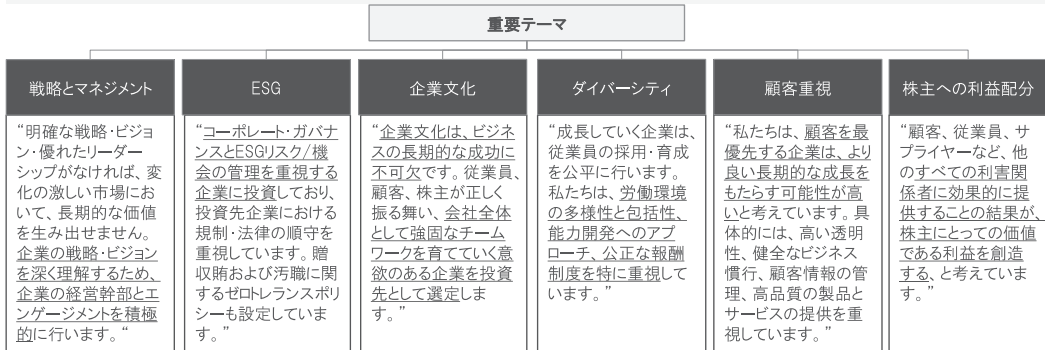 重要テーマ
戦略とマネジメント
“明確な戦略・ビジョ
ン・優れたリーダー
シップがなければ、変
化の激しい市場にお
いて、長期的な価値
を生み出せません。
企業の戦略・ビジョン
を深く理解するため、
企業の経営幹部とエ
ンゲージメントを積極
的に行います。“
ESG
“コーポレート・ガバナ
ンスとESGリスク/機
会の管理を重視する
企業に投資しており、
投資先企業における
規制・法律の順守を
重視しています。贈
収賄および汚職に関
するゼロトレランスポリ
シーも設定していま
す。”
企業文化
“企業文化は、ビジネ
スの長期的な成功に
不可欠です。従業員、
顧客、株主が正しく
振る舞い、会社全体
として強固なチーム
ワークを育てていく意
欲のある企業を投資
先として選定しま
す。”
ダイバーシティ
“成長していく企業は、
従業員の採用・育成
を公平に行います。
私たちは、労働環境
の多様性と包括性、
能力開発へのアプ
ローチ、公正な報酬
制度を特に重視して
います。”
顧客重視
“私たちは、顧客を最
優先する企業は、より
良い長期的な成長を
もたらす可能性が高
いと考えています。具
体的には、高い透明
性、健全なビジネス
慣行、顧客情報の管
理、高品質の製品と
サービスの提供を重
視しています。”
株主への利益配分
“顧客、従業員、サ
プライヤーなど、他
のすべての利害関
係者に効果的に提
供することの結果が、
株主にとっての価値
である利益を創造
する、と考えていま
す。”